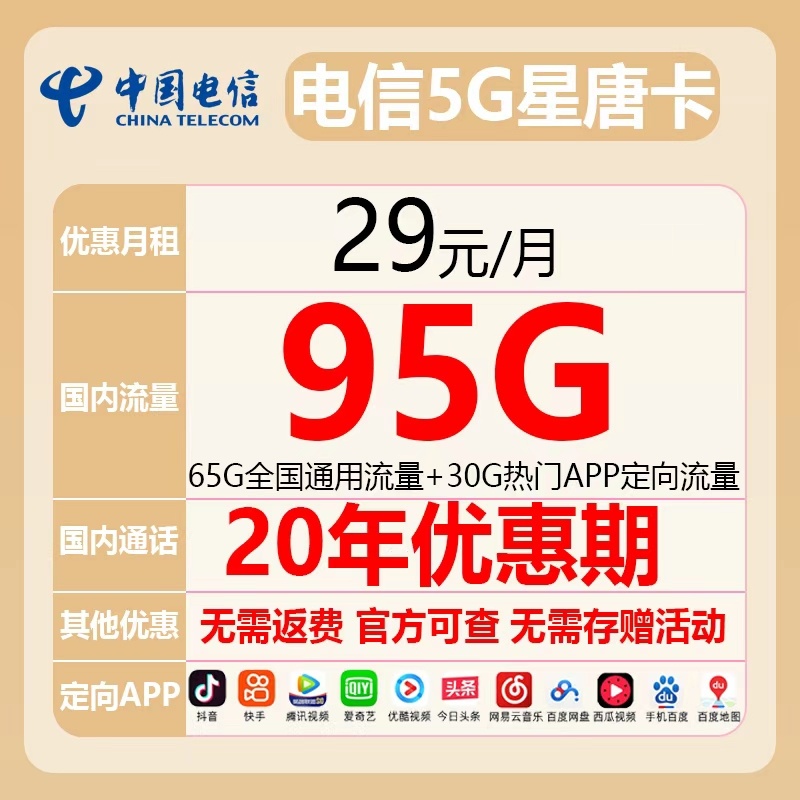 中国电信
CHINA TELECOM
电信5G星唐卡
优惠月租
29元/月
国内流量
95G
65G全国通用流量+30G热门APP定向流量
国内通话
20年优惠期
其他优惠
无需返费 官方可查 无需存赠活动
定向APP
iQIYI
头条
du
抖音 快手 腾讯视频 爱奇艺 优酷视频 今日头条 网易云音乐 百度网盘 西瓜视频 手机百度 百度地图